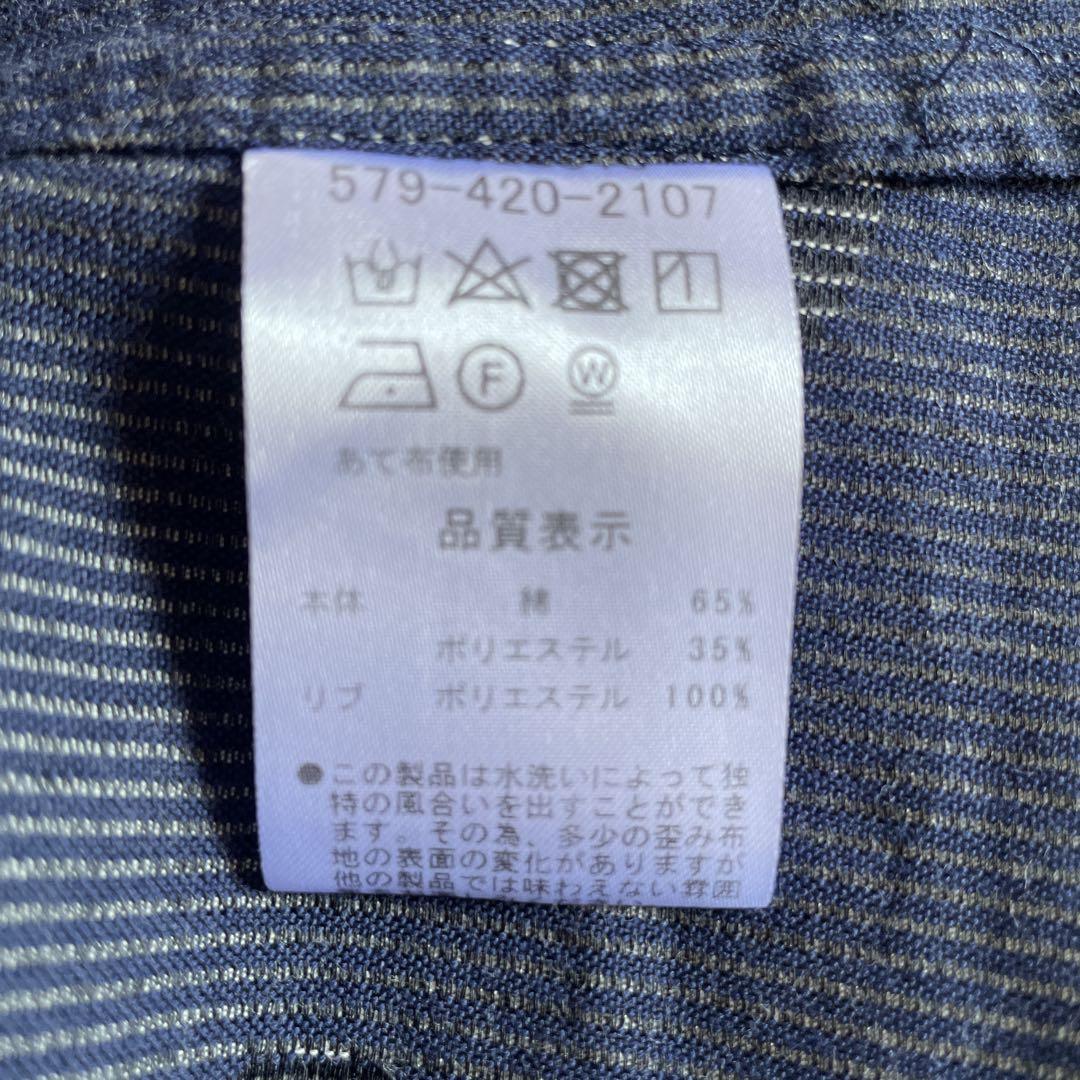 579-420-2107
F W
あて布使用
品質表示
本体 綿 65%
ポリエステル 35%
リブ ポリエステル 100%
●この製品は水洗いによって独
特の風合いを出すことができ
ます。その為、多少の歪み布
地の表面の変化がありますが
他の製品では味わえない雰囲